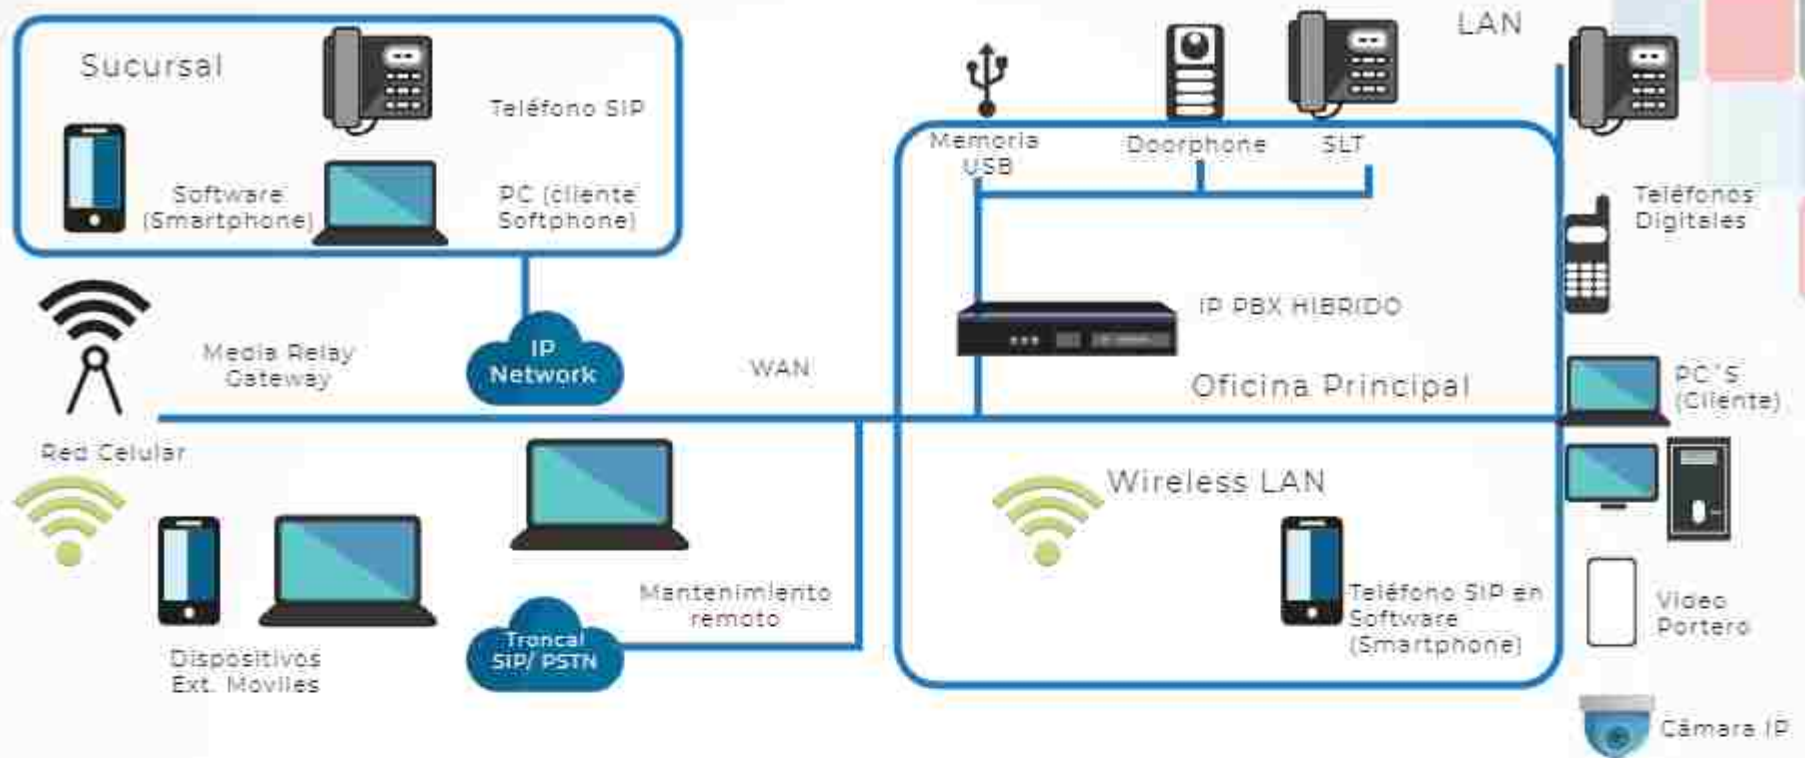 Sucursal
Teléfono SIP
Software
(Smartphone)
PC (cliente
Softphone)
Media Relay
Gateway
IP
Network
WAN
Red Celular
Dispositivos
Ext. Moviles
Mantenimiento
remoto
Troncal
SIP/ PSTN
LAN
Memoria
USB
Doorphone
SLT
IP PBX HIBRIDO
Oficina Principal
Wireless LAN
Teléfono SIP en
Software
(Smartphone)
Teléfonos
Digitales
PC´S
(Cliente)
Video
Portero
Cámara IP